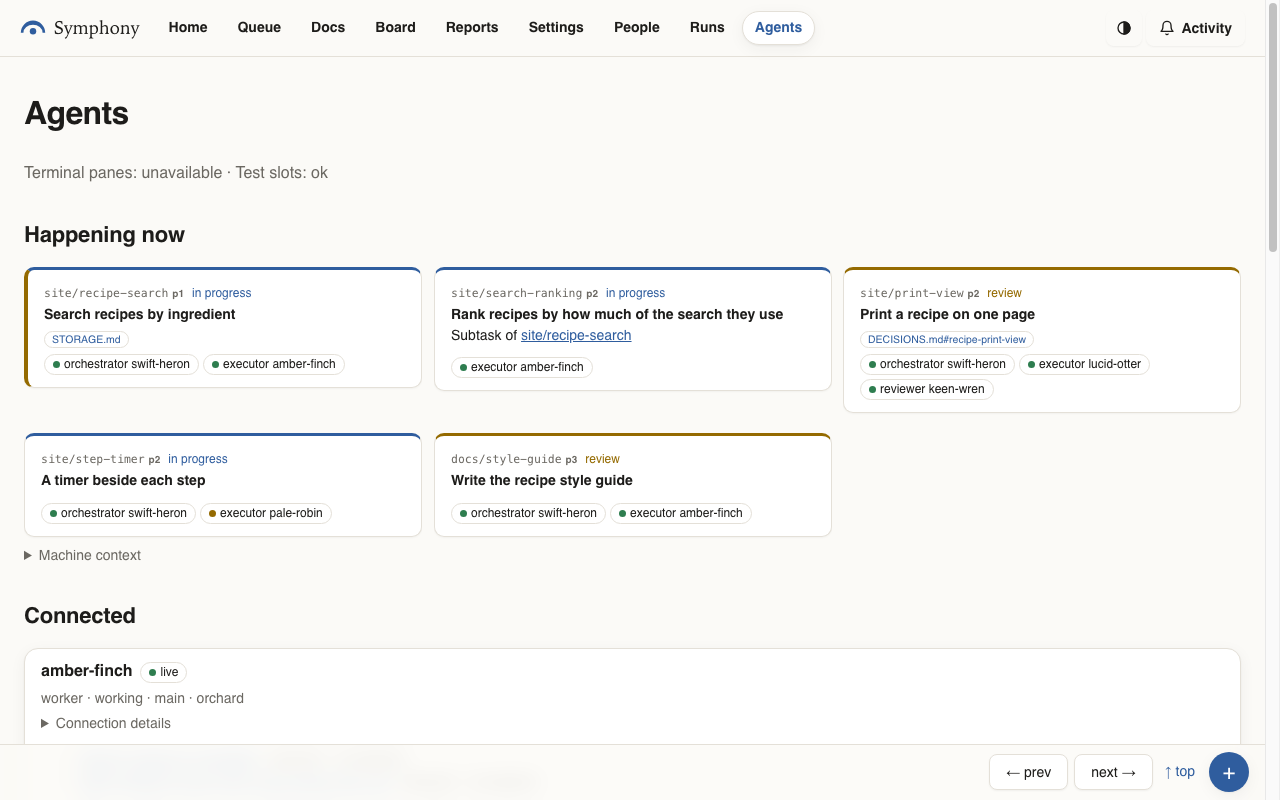 Symphony Home Queue Docs Board Reports Settings People Runs Agents Activity
Agents
Terminal panes: unavailable · Test slots: ok
Happening now
site/recipe-search p1 in progress
Search recipes by ingredient
STORAGE.md
orchestrator swift-heron executor amber-finch
site/search-ranking p2 in progress
Rank recipes by how much of the search they use
Subtask of site/recipe-search
executor amber-finch
site/print-view p2 review
Print a recipe on one page
DECISIONS.md#recipe-print-view
orchestrator swift-heron executor lucid-otter
reviewer keen-wren
site/step-timer p2 in progress
A timer beside each step
orchestrator swift-heron executor pale-robin
docs/style-guide p3 review
Write the recipe style guide
orchestrator swift-heron executor amber-finch
Machine context
Connected
amber-finch live
worker · working · main · orchard
Connection details
← prev next → ↑ top +